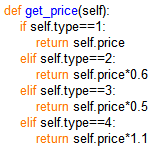 def get_price(self):
    if self.type==1:
        return self.price
    elif self.type==2:
        return self.price*0.6
    elif self.type==3:
        return self.price*0.5
    elif self.type==4:
        return self.price*1.1